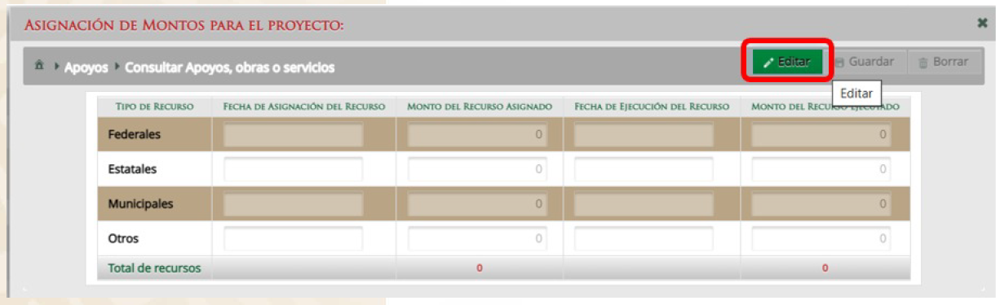 ASIGNACIÓN DE MONTOS PARA EL PROYECTO:
Apoyos Consultar Apoyos, obras o servicios Editar Guardar Borrar
Editar
TIPO DE RECURSO FECHA DE ASIGNACIÓN DEL RECURSO MONTO DEL RECURSO ASIGNADO FECHA DE EJECUCIÓN DEL RECURSO MONTO DEL RECURSO EJECUTADO
Federales 0 0
Estatales 0 0
Municipales 0 0
Otros 0 0
Total de recursos 0 0